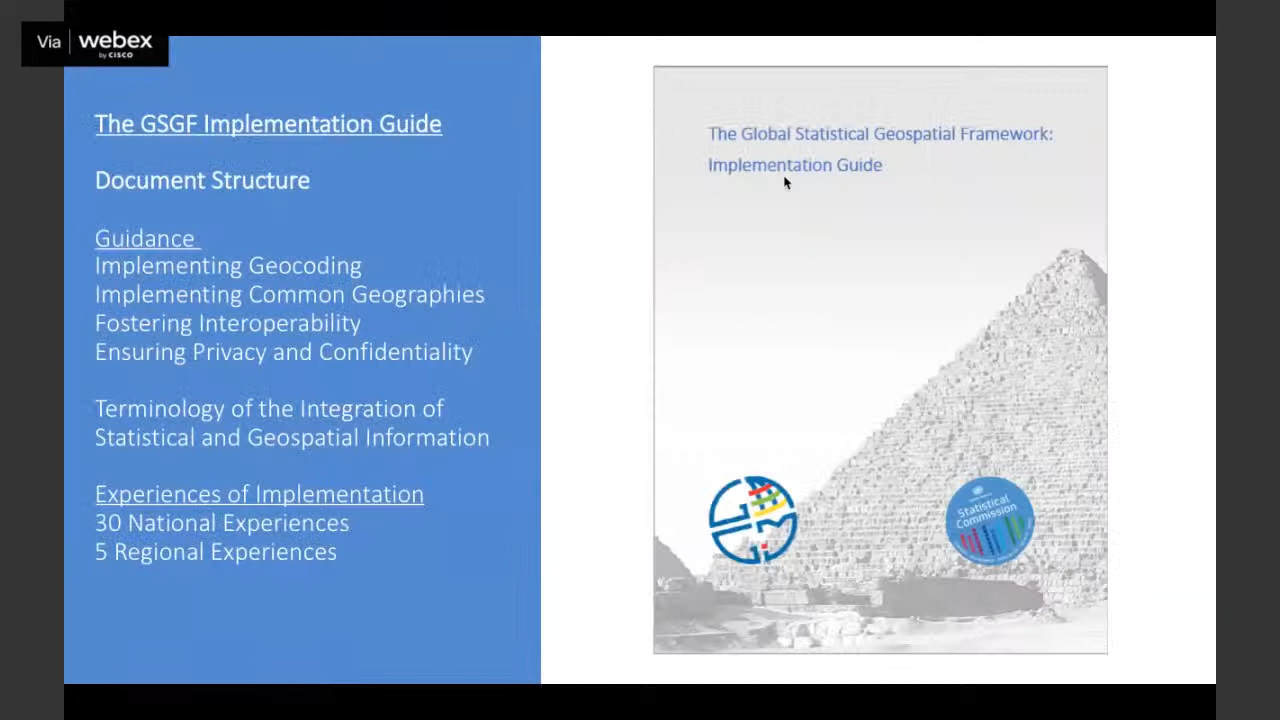 Via webex
by CISCO
The GSGF Implementation Guide
Document Structure
Guidance
Implementing Geocoding
Implementing Common Geographies
Fostering Interoperability
Ensuring Privacy and Confidentiality
Terminology of the Integration of
Statistical and Geospatial Information
Experiences of Implementation
30 National Experiences
5 Regional Experiences
The Global Statistical Geospatial Framework:
Implementation Guide
Statistical
Commission